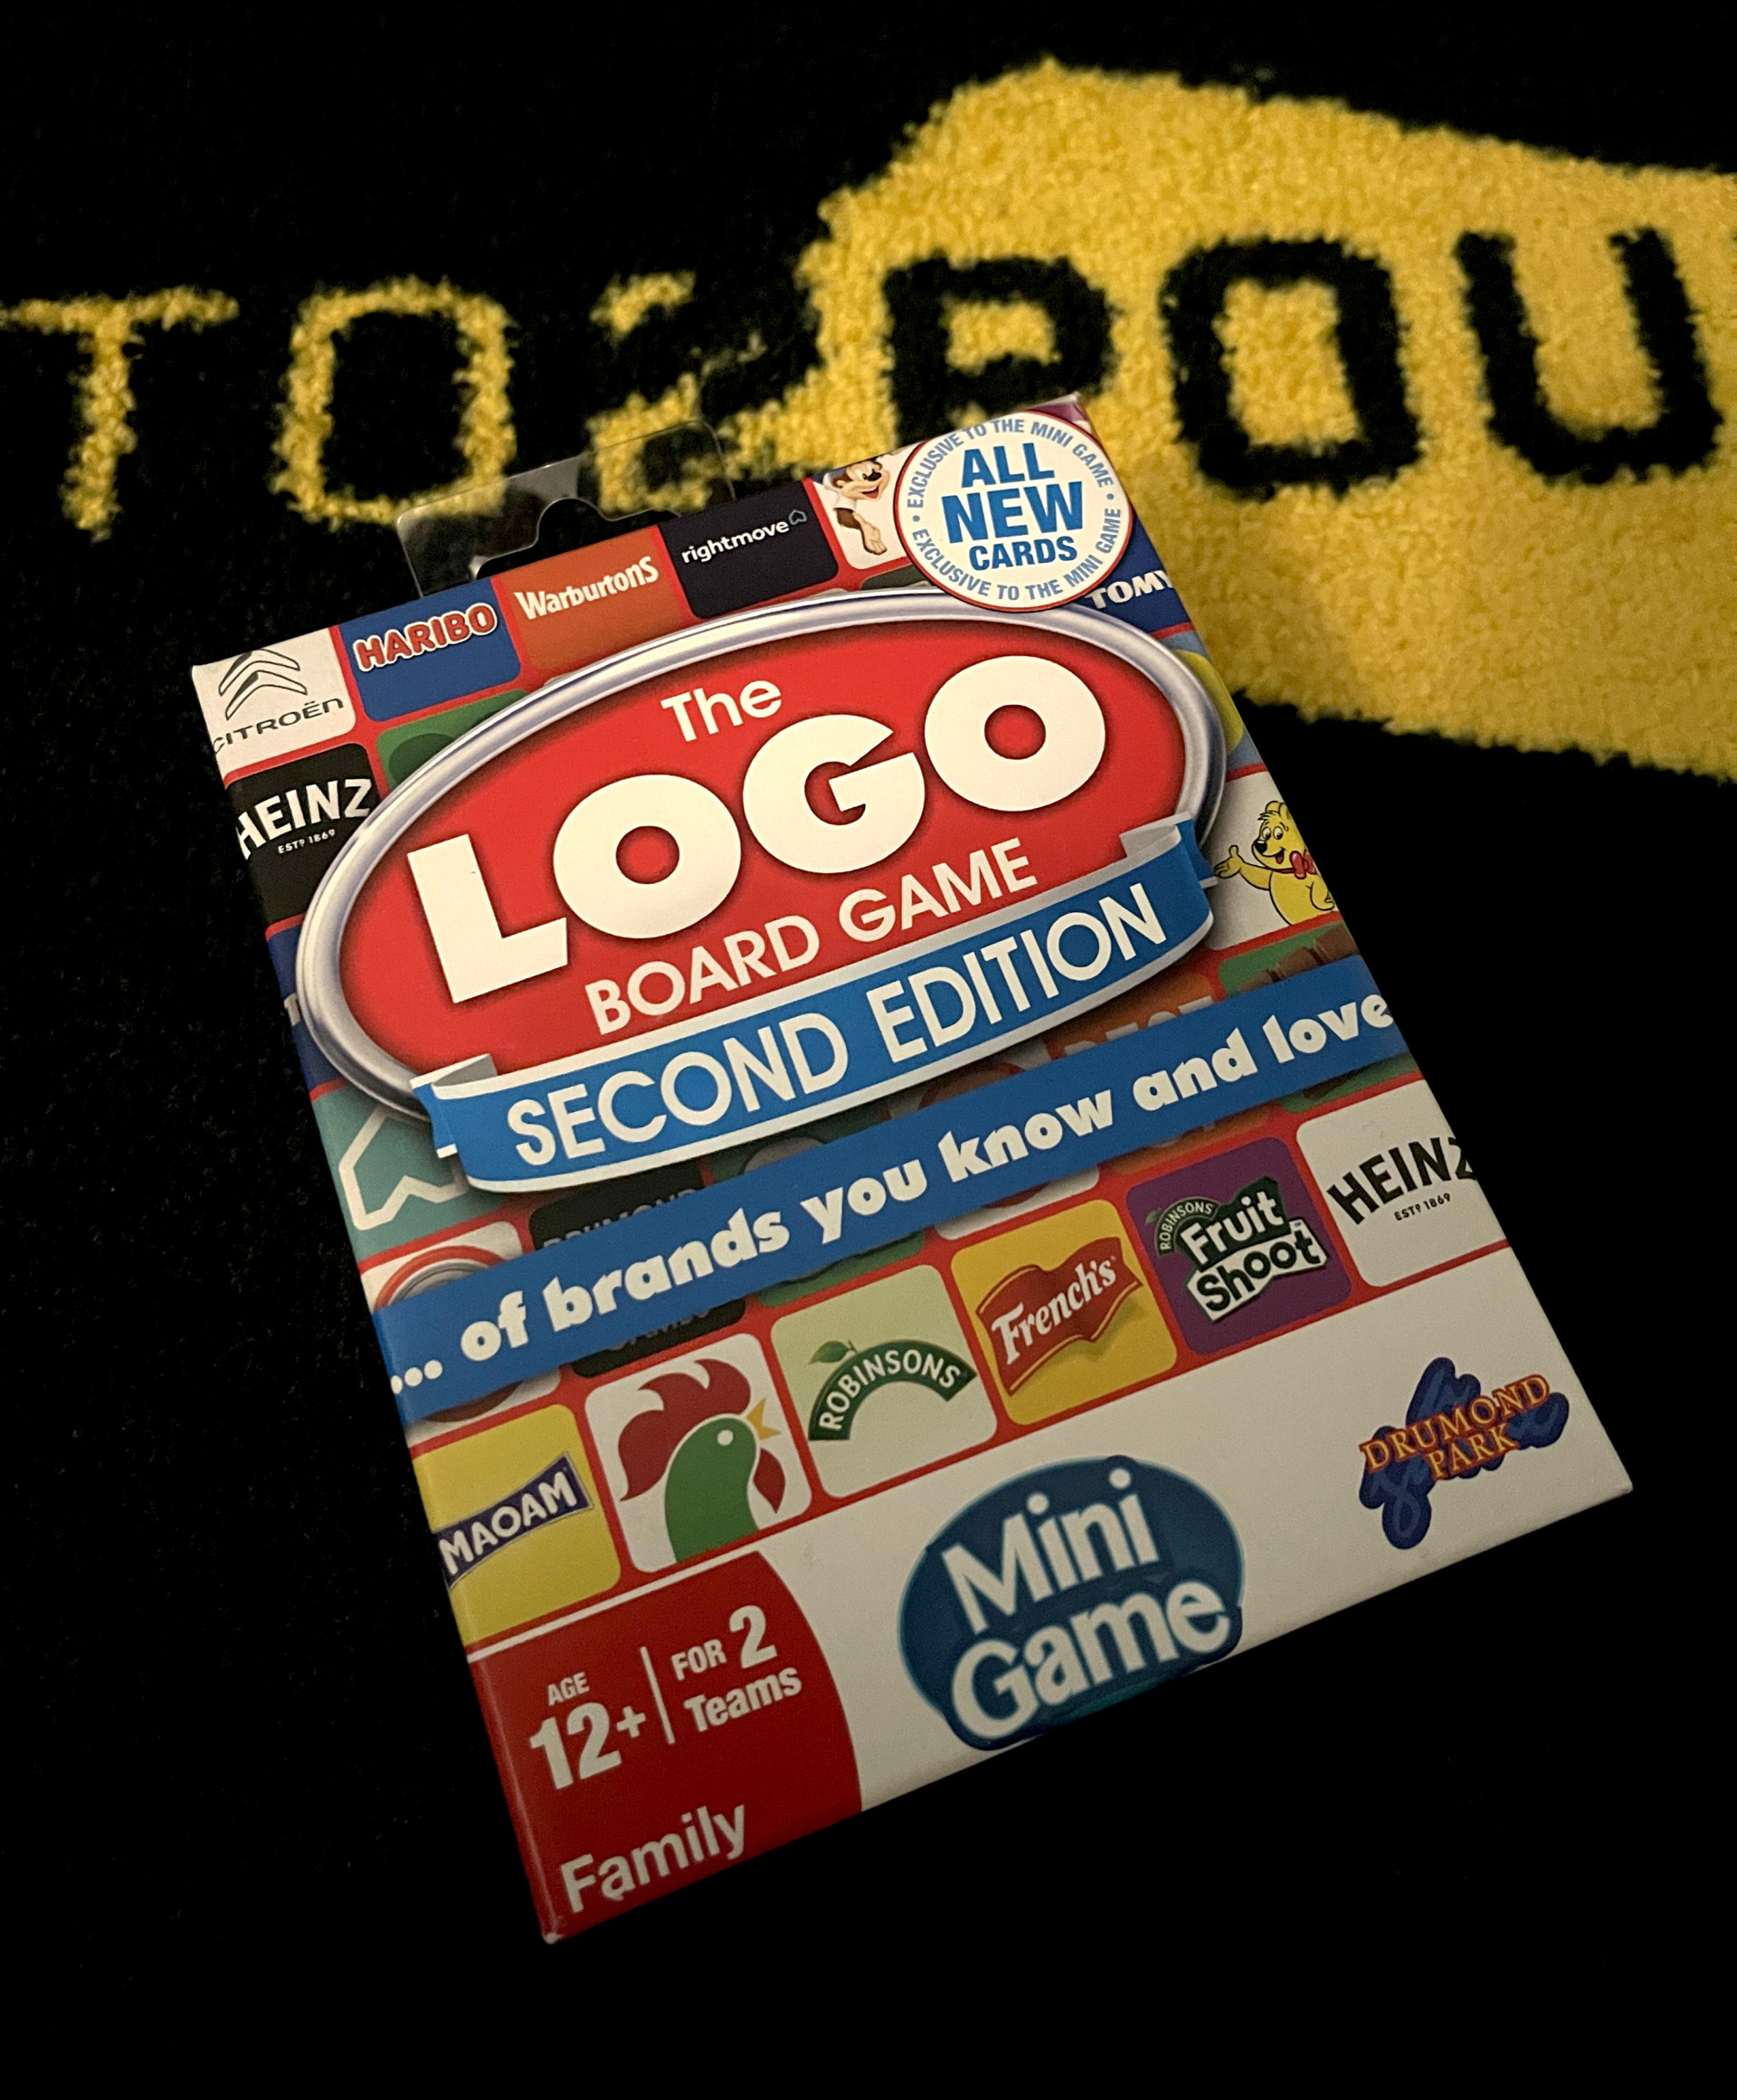 TO2POU
EXCLUSIVE TO THE MINI GAME • EXCLUSIVE TO THE MINI GAME •
ALL
NEW
CARDS
rightmove
Warburtons
HARIBO
CITROËN
TOMY
HEINZ
ESTD 1869
The
LOGO
BOARD GAME
SECOND EDITION
... of brands you know and love
HEINZ
ESTD 1869
ROBINSONS
Fruit
Shoot
French's
ROBINSONS
MAOAM
DRUMOND
PARK
Mini
Game
AGE
12+
FOR 2
Teams
Family